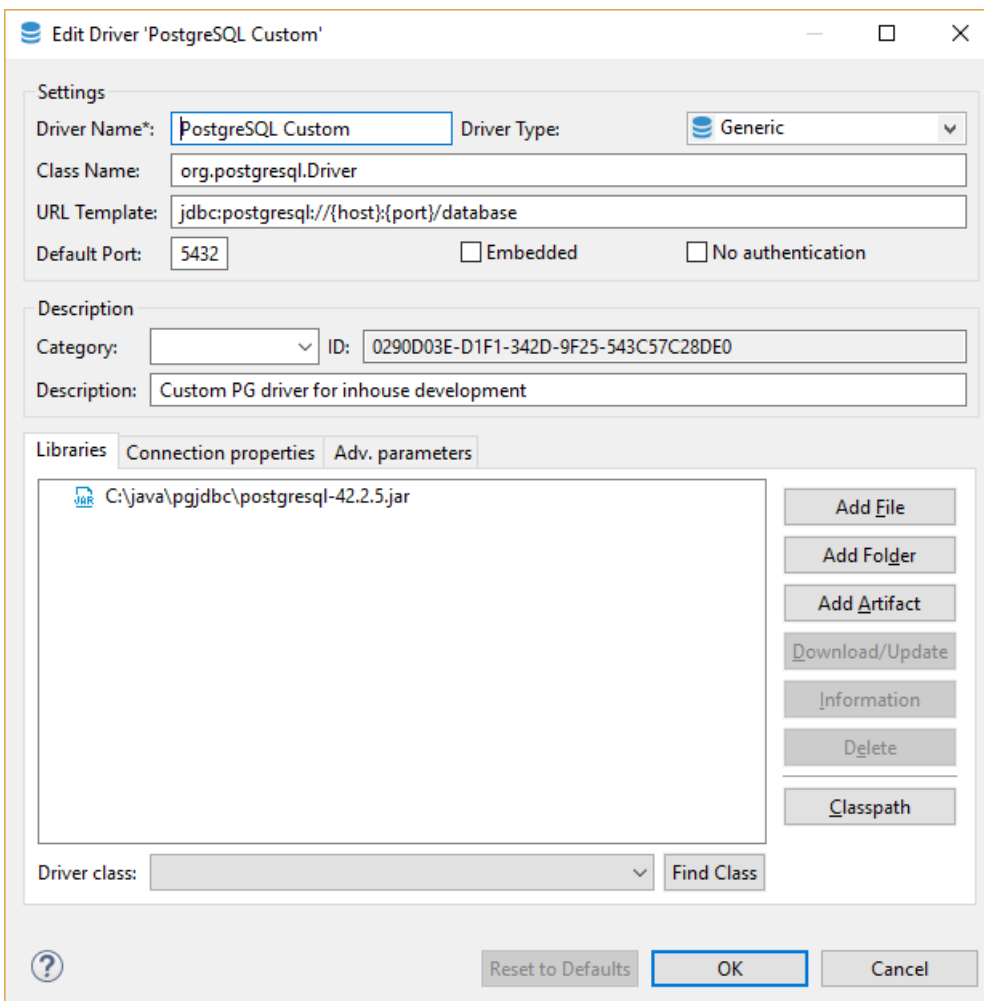 Edit Driver 'PostgreSQL Custom'
Settings
Driver Name*: PostgreSQL Custom Driver Type: Generic
Class Name: org.postgresql.Driver
URL Template: jdbc:postgresql://{host}:{port}/database
Default Port: 5432 Embedded No authentication
Description
Category: ID: 0290D03E-D1F1-342D-9F25-543C57C28DE0
Description: Custom PG driver for inhouse development
Libraries Connection properties Adv. parameters
JAR C:\java\pgjdbc\postgresql-42.2.5.jar
Add File
Add Folder
Add Artifact
Download/Update
Information
Delete
Classpath
Driver class: Find Class
? Reset to Defaults OK Cancel